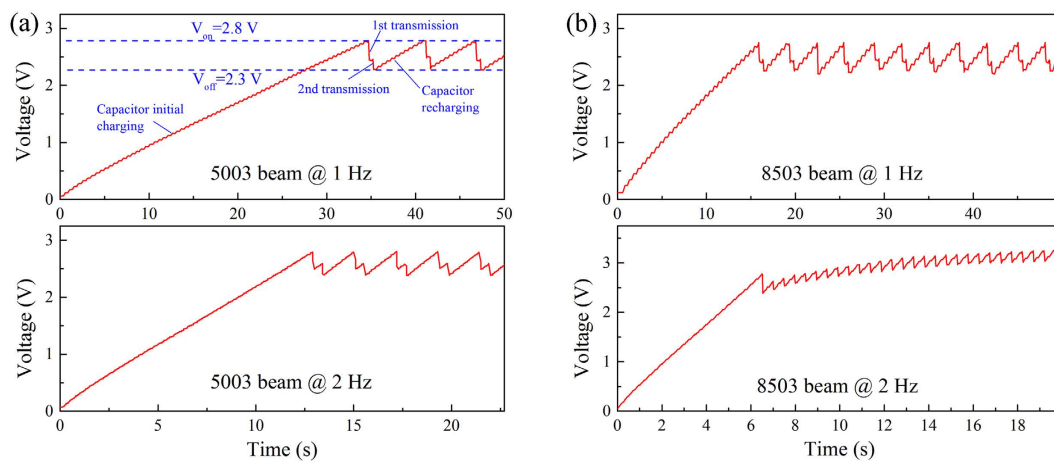 (a)
Voltage (V)
3
2
1
0
V_on=2.8 V
1st transmission
V_off=2.3 V
2nd transmission
Capacitor
recharging
Capacitor initial
charging
5003 beam @ 1 Hz
0 10 20 30 40 50
Voltage (V)
3
2
1
0
5003 beam @ 2 Hz
0 5 10 15 20
Time (s)
(b)
Voltage (V)
3
2
1
0
8503 beam @ 1 Hz
0 10 20 30 40
Voltage (V)
3
2
1
0
8503 beam @ 2 Hz
0 2 4 6 8 10 12 14 16 18
Time (s)